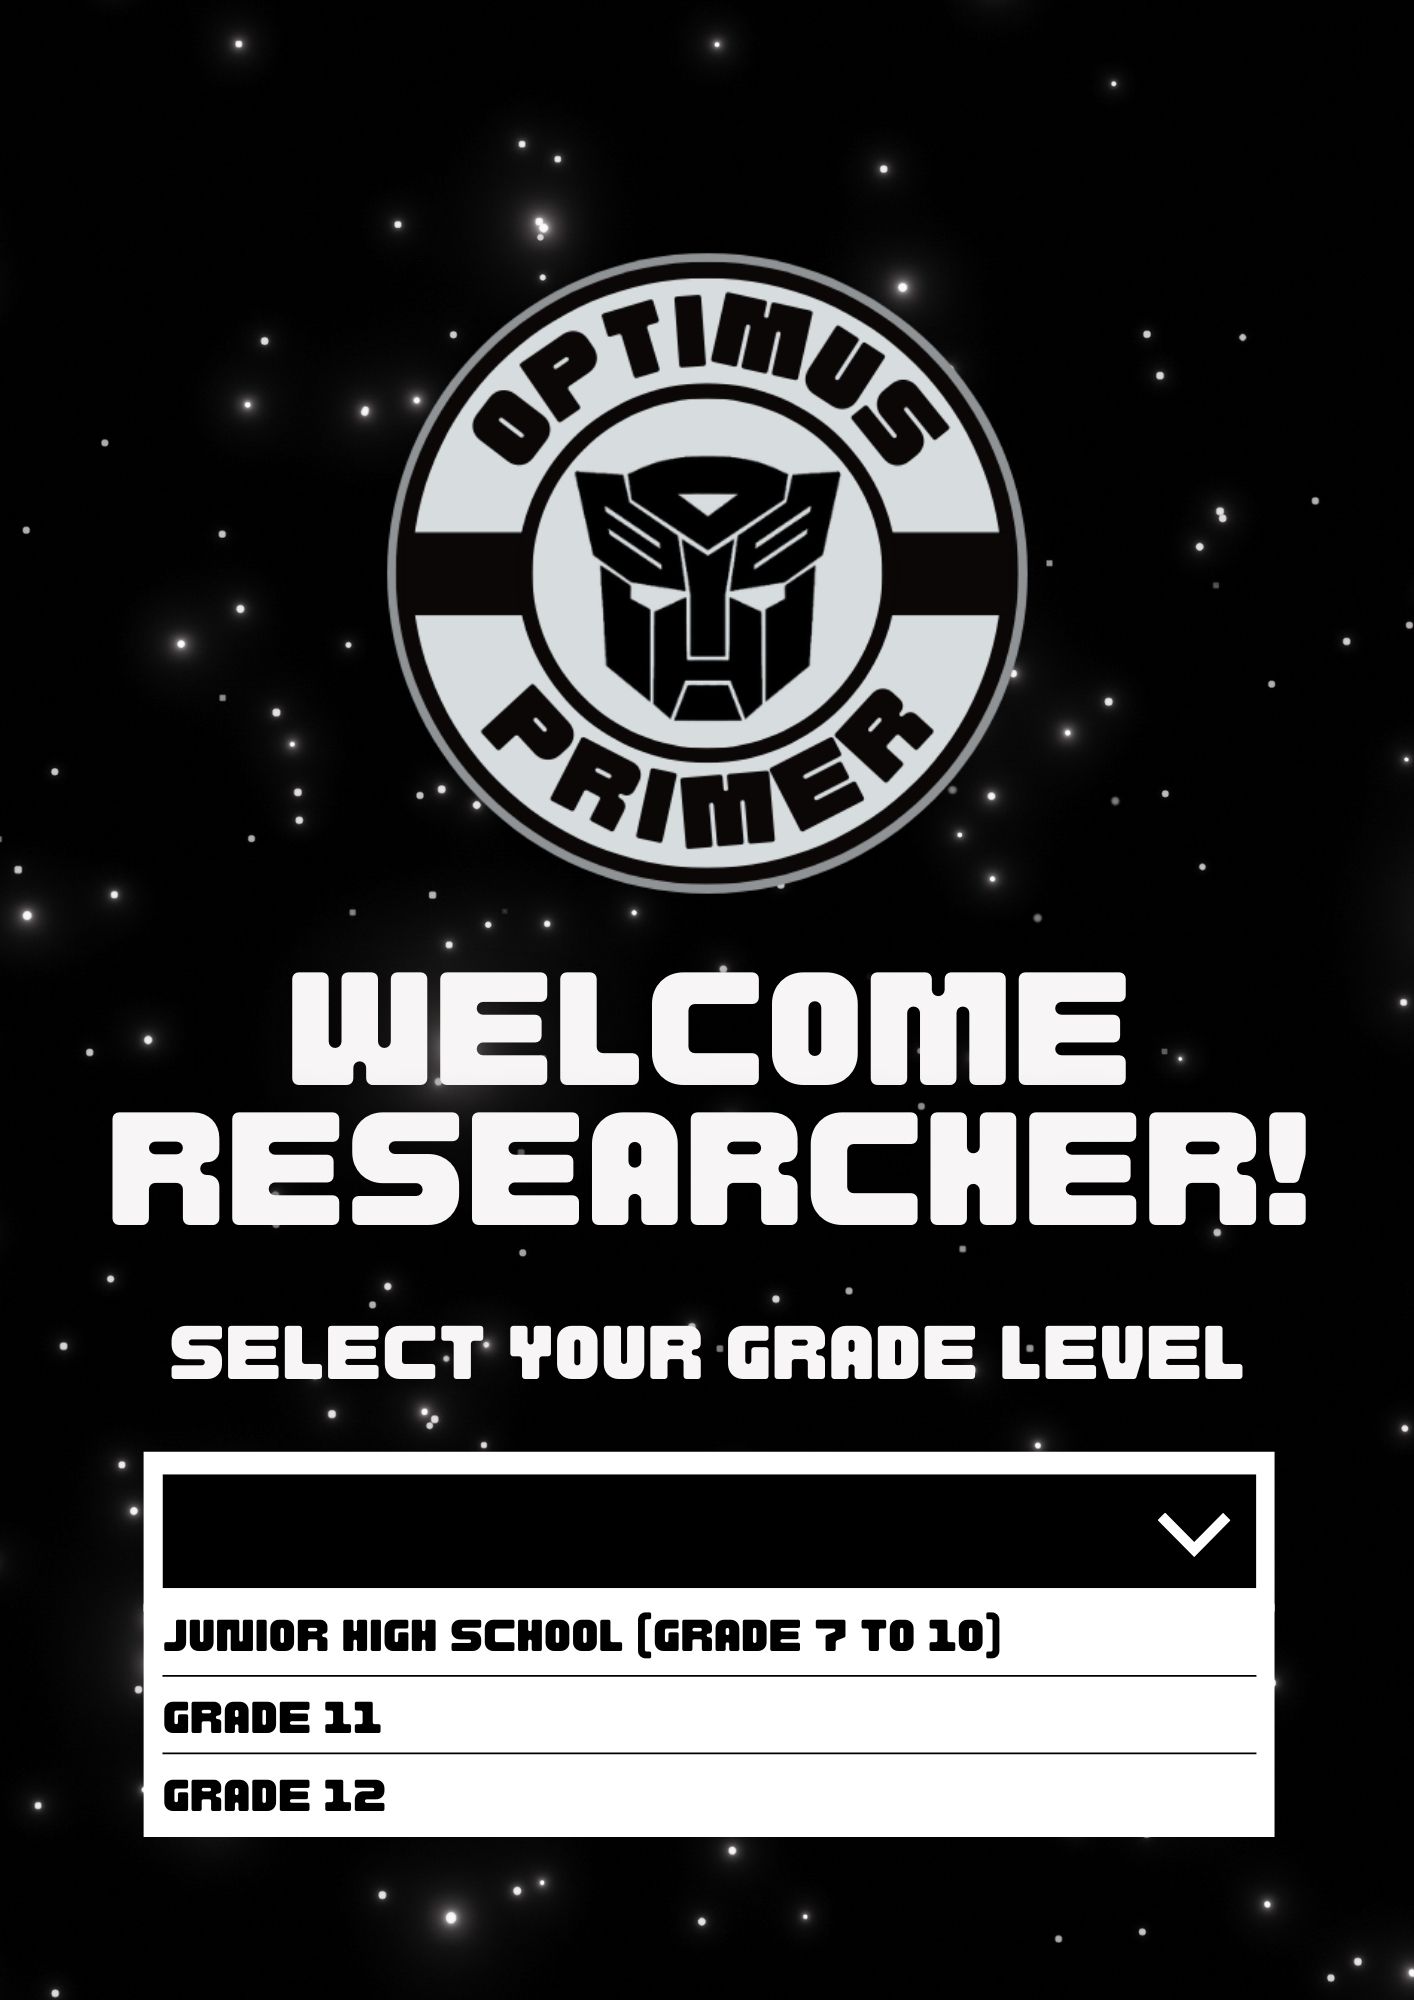 OPTIMUS
PRIMER
WELCOME
RESEARCHER!
SELECT YOUR GRADE LEVEL
JUNIOR HIGH SCHOOL (GRADE 7 TO 10)
GRADE 11
GRADE 12